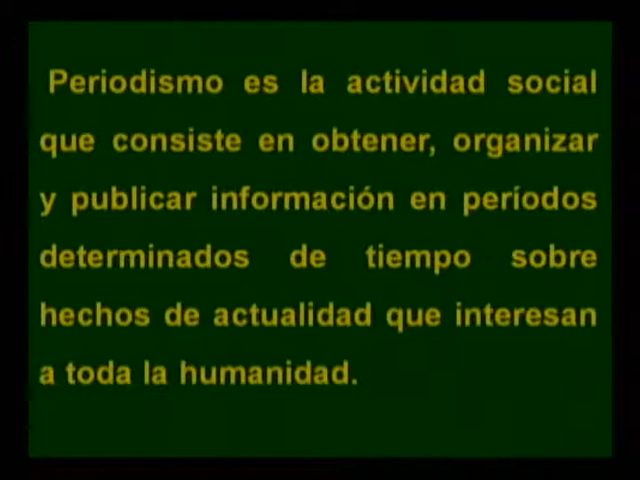 Periodismo es la actividad social
que consiste en obtener, organizar
y publicar información en períodos
determinados de tiempo sobre
hechos de actualidad que interesan
a toda la humanidad.